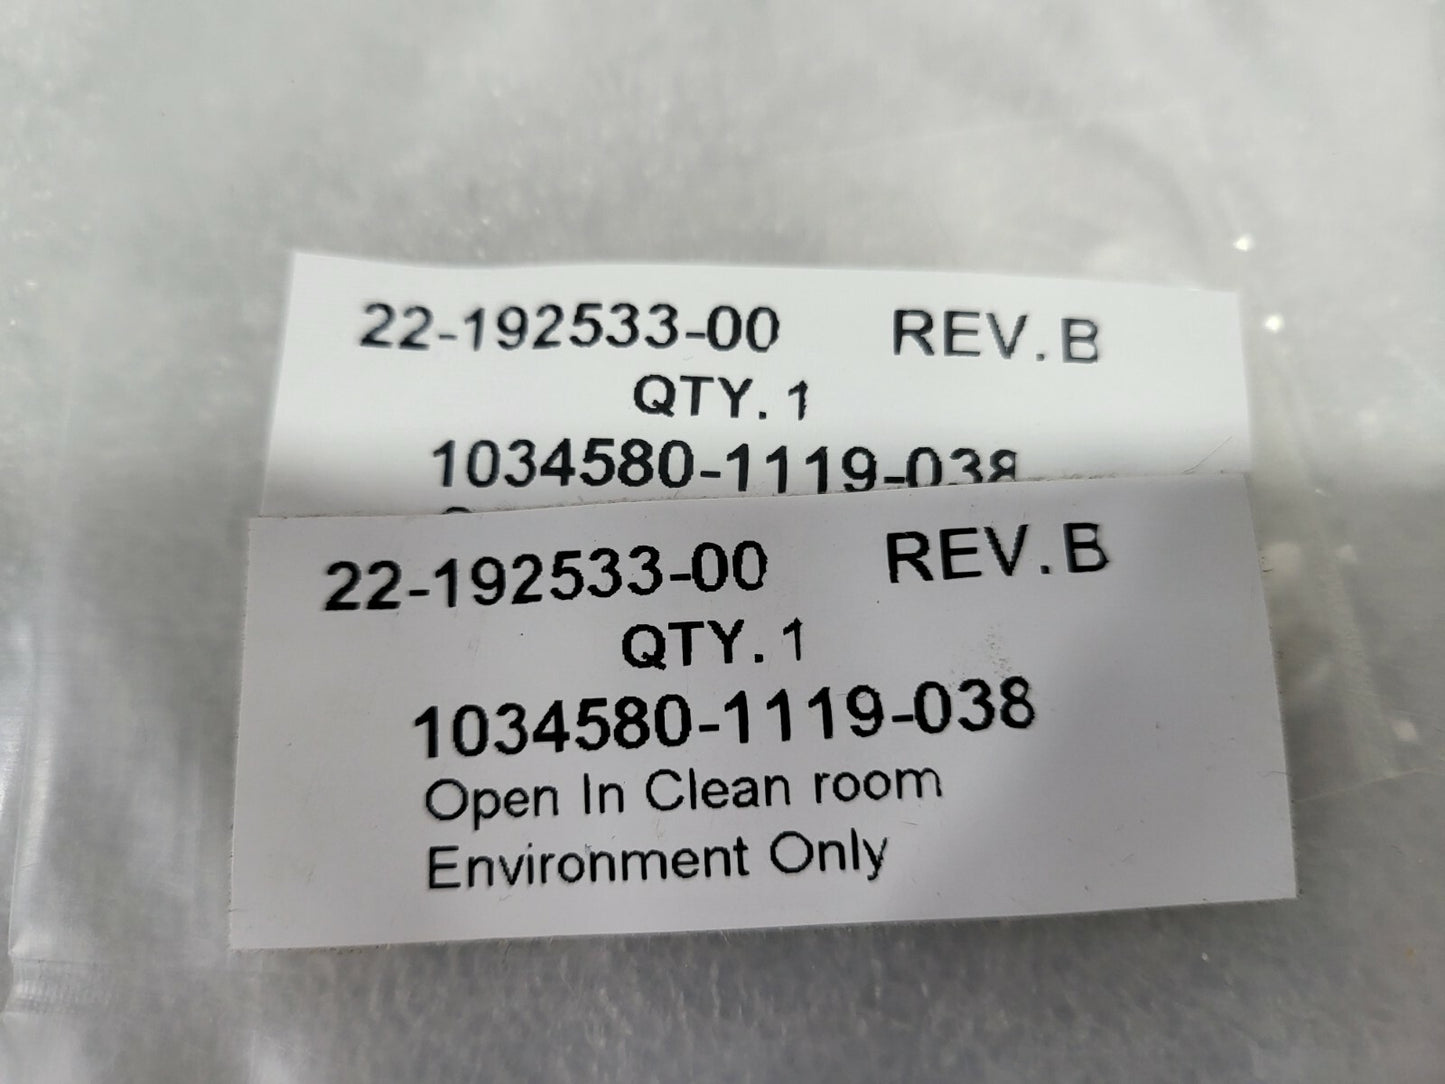 22-192533-00 REV. B
QTY. 1
1034580-1119-038
22-192533-00 REV. B
QTY. 1
1034580-1119-038
Open In Clean room
Environment Only